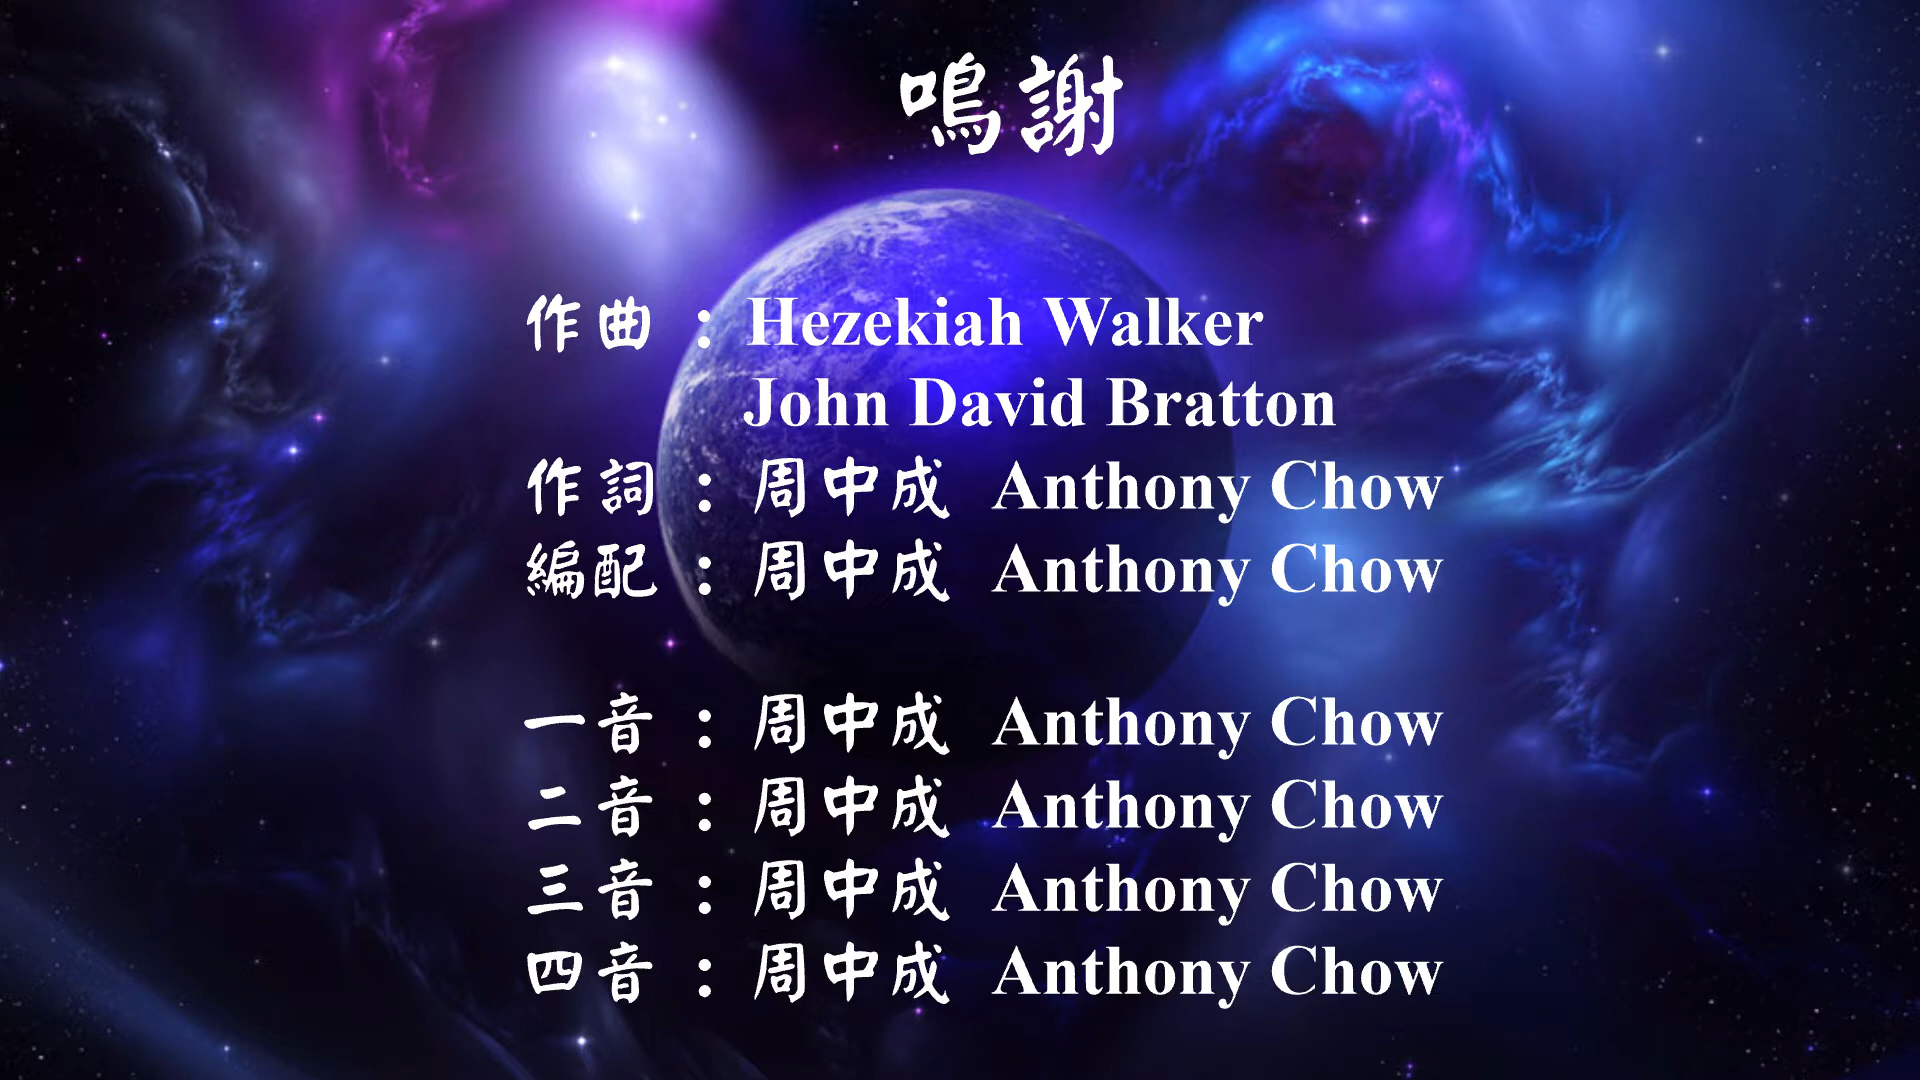 鳴謝
作曲：Hezekiah Walker
John David Bratton
作詞：周中成 Anthony Chow
編配：周中成 Anthony Chow
一音：周中成 Anthony Chow
二音：周中成 Anthony Chow
三音：周中成 Anthony Chow
四音：周中成 Anthony Chow